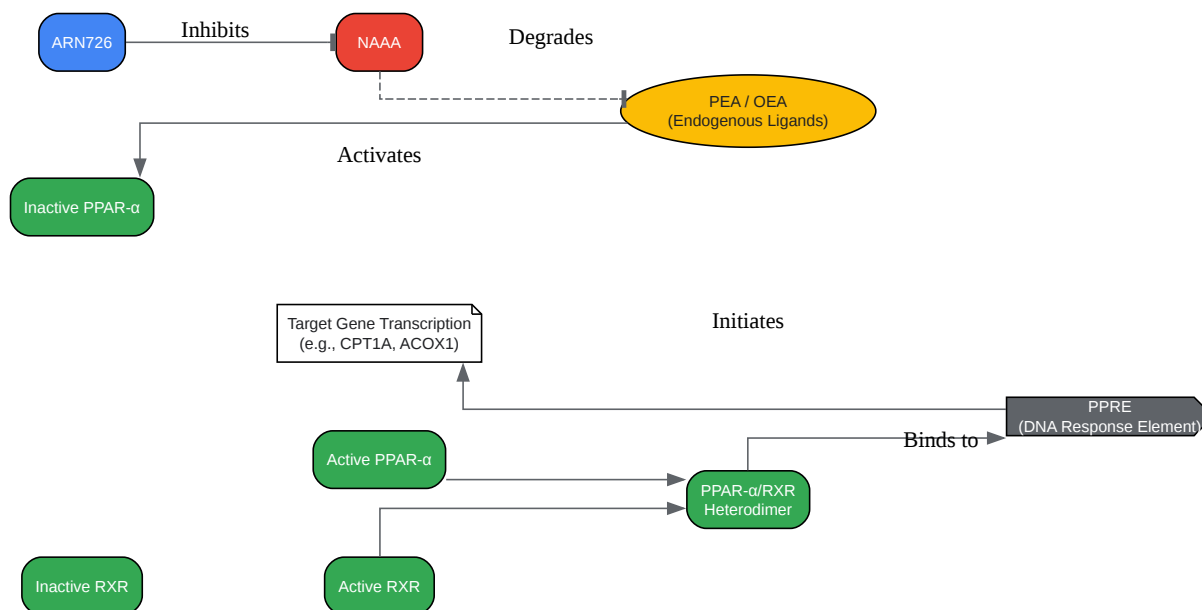 ARN726
Inhibits
NAAA
Degrades
PEA / OEA
(Endogenous Ligands)
Activates
Inactive PPAR-α
Target Gene Transcription
(e.g., CPT1A, ACOX1)
Initiates
PPRE
(DNA Response Element)
Binds to
Active PPAR-α
PPAR-α/RXR
Heterodimer
Inactive RXR
Active RXR